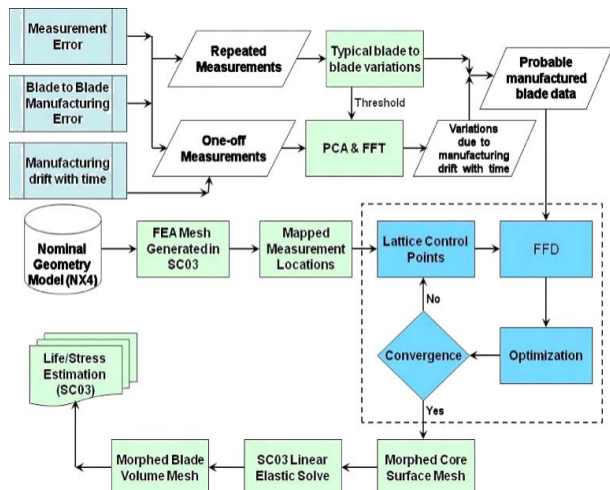 Measurement
Error
Repeated
Measurements
Typical blade to
blade variations
Probable
manufactured
blade data
Blade to Blade
Manufacturing
Error
Threshold
One-off
Measurements
PCA & FFT
Variations
due to
manufacturing
drift with time
Manufacturing
drift with time
Nominal
Geometry
Model (NX4)
FEA Mesh
Generated in
SC03
Mapped
Measurement
Locations
Lattice Control
Points
FFD
No
Convergence
Optimization
Yes
Life/Stress
Estimation
(SC03)
Morphed Blade
Volume Mesh
SC03 Linear
Elastic Solve
Morphed Core
Surface Mesh